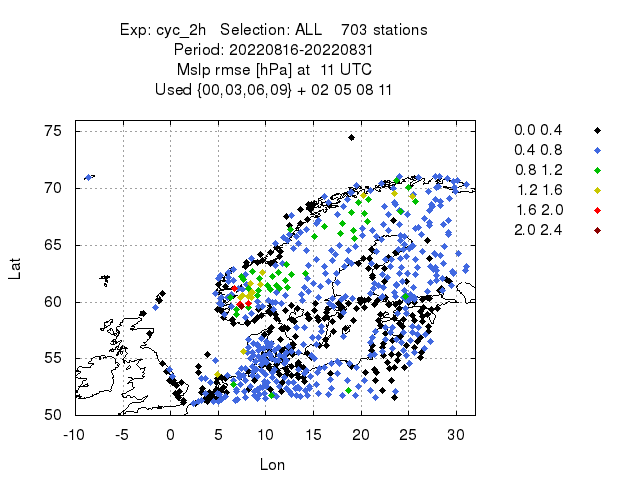 Exp: cyc_2h Selection: ALL 703 stations
Period: 20220816-20220831
Mslp rmse [hPa] at 11 UTC
Used {00,03,06,09} + 02 05 08 11
0.0 0.4
0.4 0.8
0.8 1.2
1.2 1.6
1.6 2.0
2.0 2.4
75
70
65
60
55
50
Lat
-10 -5 0 5 10 15 20 25 30
Lon